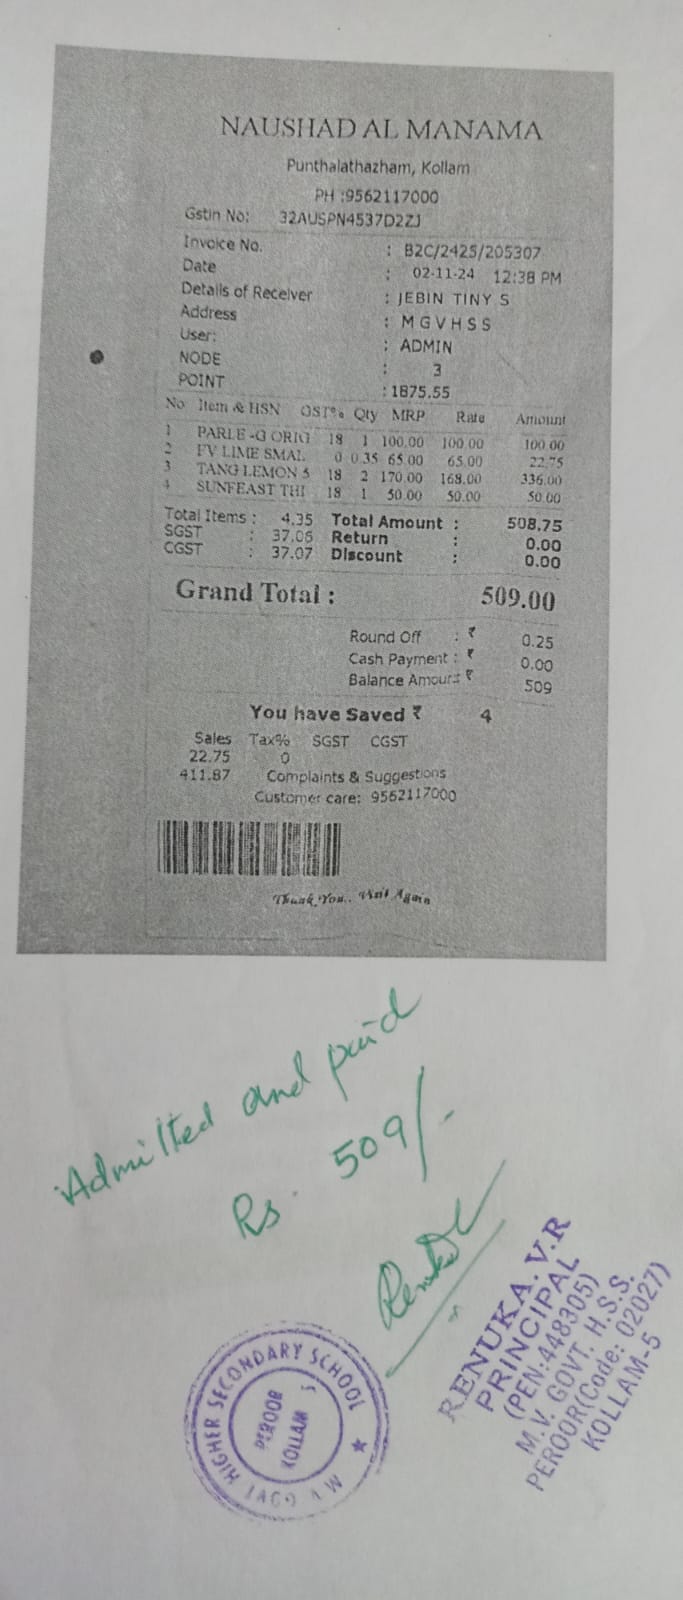 NAUSHAD AL MANAMA
Punthalathazham, Kollam
PH :9562117000
Gstin No: 32AUSPN4537D2ZJ
Invoice No. : B2C/2425/205307
Date : 02-11-24 12:38 PM
Details of Receiver : JEBIN TINY S
Address : M G V H S S
User: : ADMIN
NODE : 3
POINT : 1875.55
No Item & HSN GST% Qty MRP Rate Amount
1 PARLE -G ORIG 18 1 100.00 100.00 100.00
2 FV LIME SMAL 0 0.35 65.00 65.00 22.75
3 TANG LEMON 5 18 2 170.00 168.00 336.00
4 SUNFEAST THI 18 1 50.00 50.00 50.00
Total Items : 4.35 Total Amount : 508.75
SGST : 37.06 Return : 0.00
CGST : 37.07 Discount : 0.00
Grand Total : 509.00
Round Off : ₹ 0.25
Cash Payment : ₹ 0.00
Balance Amount ₹ 509
You have Saved ₹ 4
Sales Tax% SGST CGST
22.75 0
411.87 Complaints & Suggestions
Customer care: 9562117000
Thank You.. Visit Again
Admitted and paid
Rs. 509/-
RENUKA.V.R
PRINCIPAL
(PEN:448305)
M.V. GOVT. H.S.S.
PEROOR(Code: 02027)
KOLLAM-5
M V GOVT HIGHER SECONDARY SCHOOL
PEROOR
KOLLAM 5